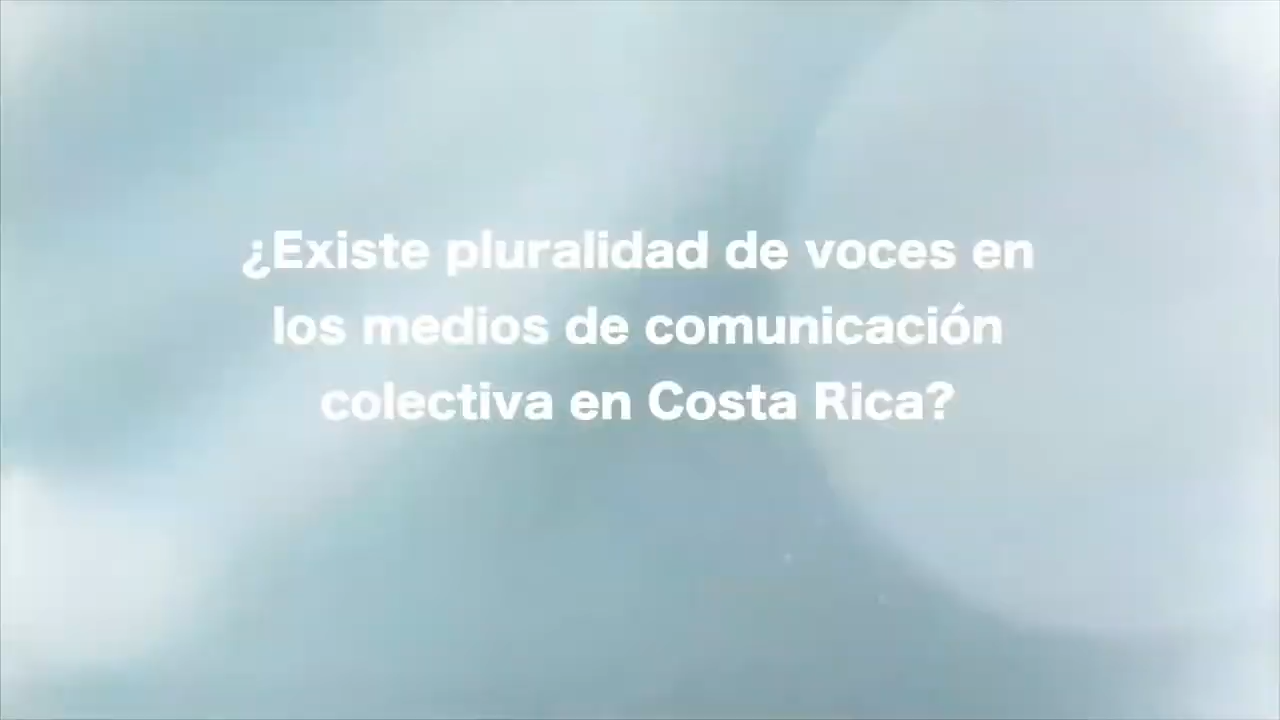 ¿Existe pluralidad de voces en
los medios de comunicación
colectiva en Costa Rica?